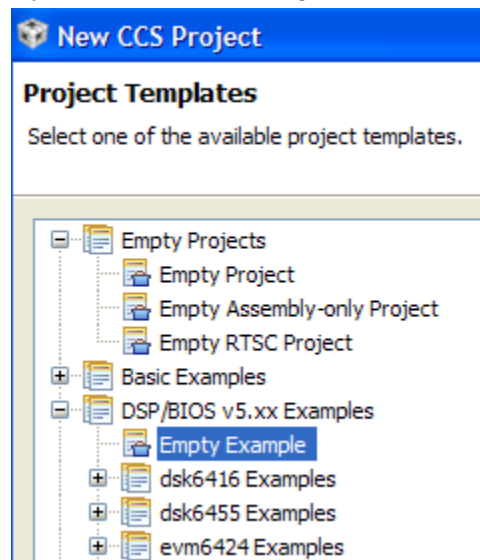 New CCS Project
Project Templates
Select one of the available project templates.
Empty Projects
Empty Project
Empty Assembly-only Project
Empty RTSC Project
Basic Examples
DSP/BIOS v5.xx Examples
Empty Example
dsk6416 Examples
dsk6455 Examples
evm6424 Examples